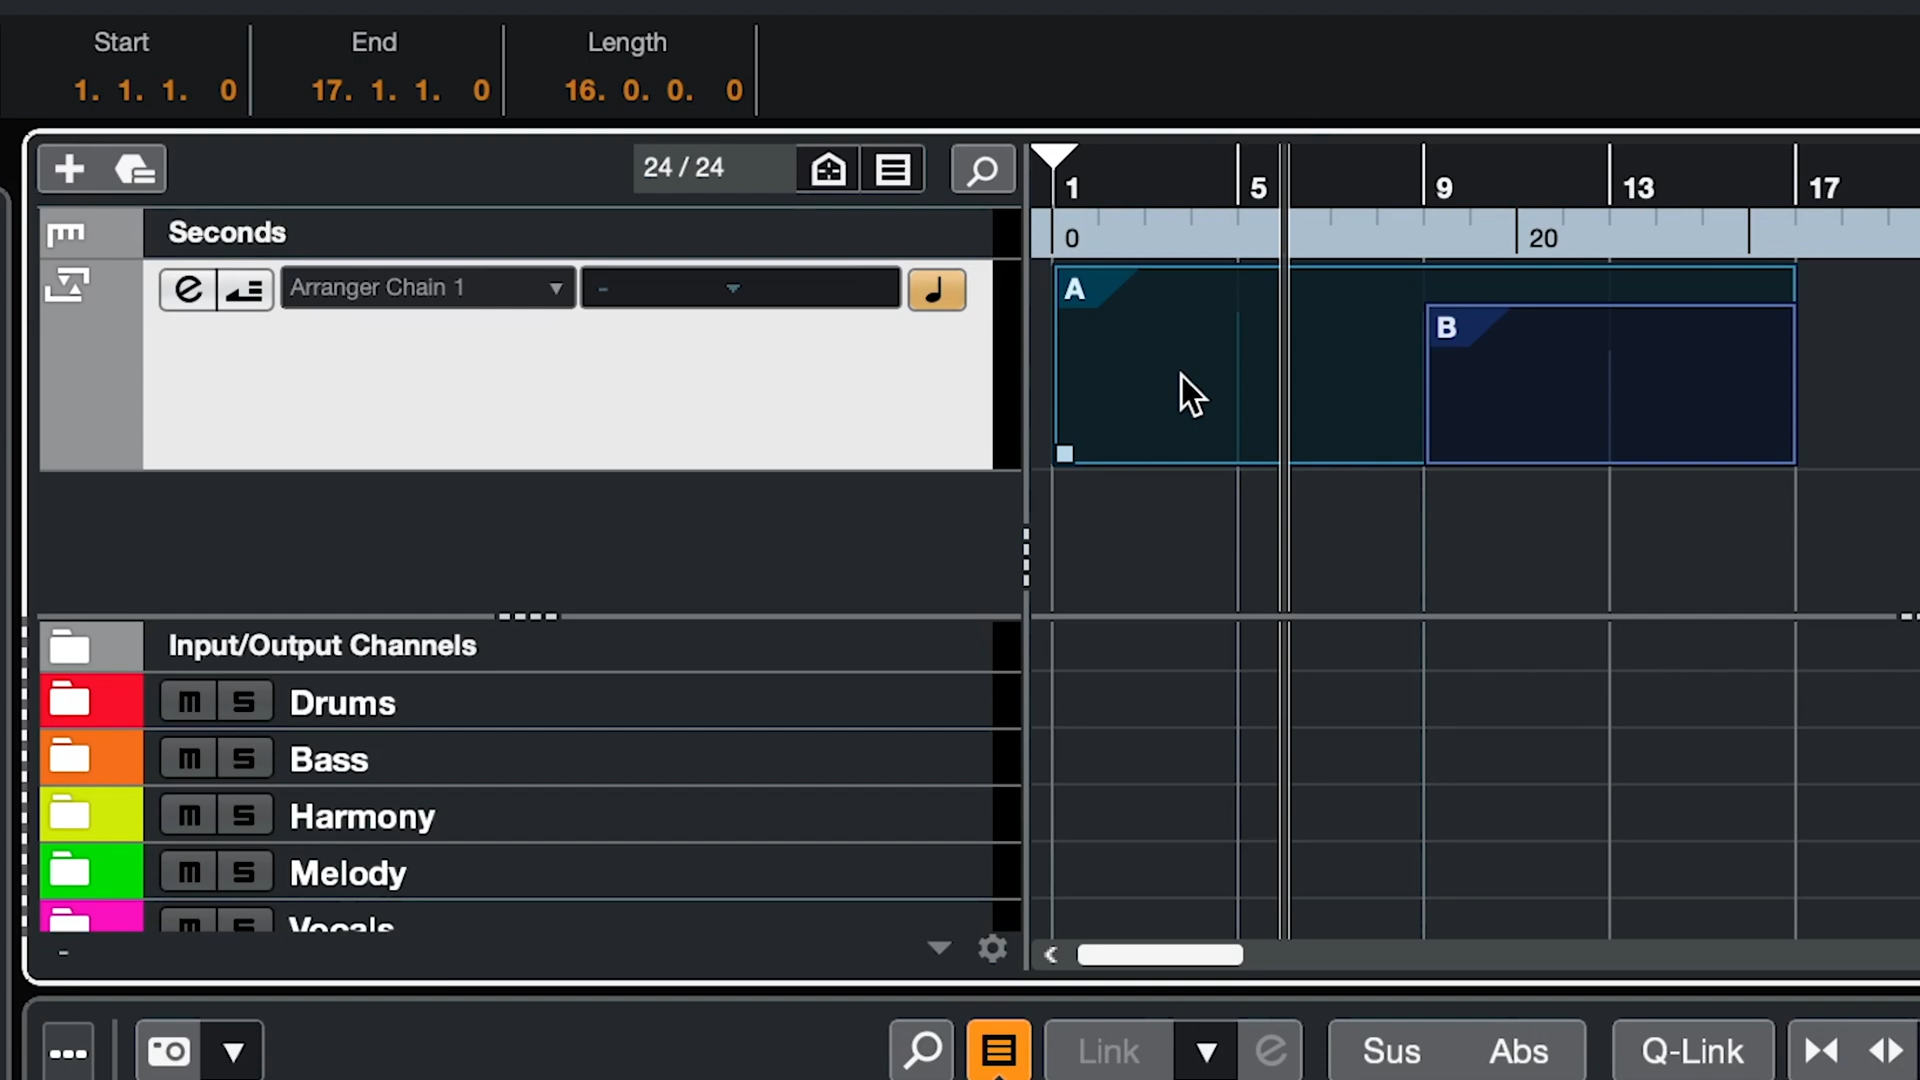 Start End Length
1. 1. 1. 0 17. 1. 1. 0 16. 0. 0. 0
24 / 24
1 5 9 13 17
Seconds
0 20
e Arranger Chain 1 -
A
B
Input/Output Channels
m S Drums
m S Bass
m S Harmony
m S Melody
m S Vocals
-
Link e Sus Abs Q-Link